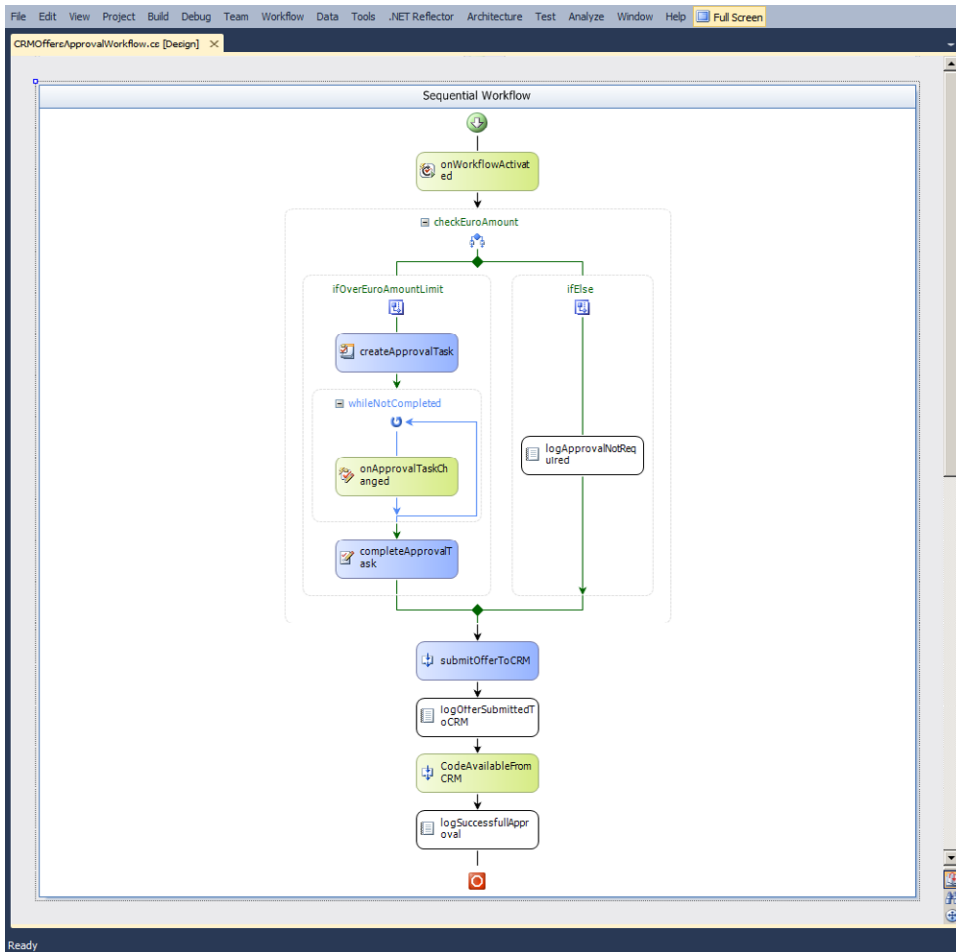 File Edit View Project Build Debug Team Workflow Data Tools .NET Reflector Architecture Test Analyze Window Help Full Screen
CRMOffersApprovalWorkflow.cs [Design]
Sequential Workflow
onWorkflowActivat
ed
checkEuroAmount
ifOverEuroAmountLimit
ifElse
createApprovalTask
whileNotCompleted
logApprovalNotReq
uired
onApprovalTaskCh
anged
completeApprovalT
ask
submitOfferToCRM
logOfferSubmittedT
oCRM
CodeAvailableFrom
CRM
logSuccessfullAppr
oval
Ready